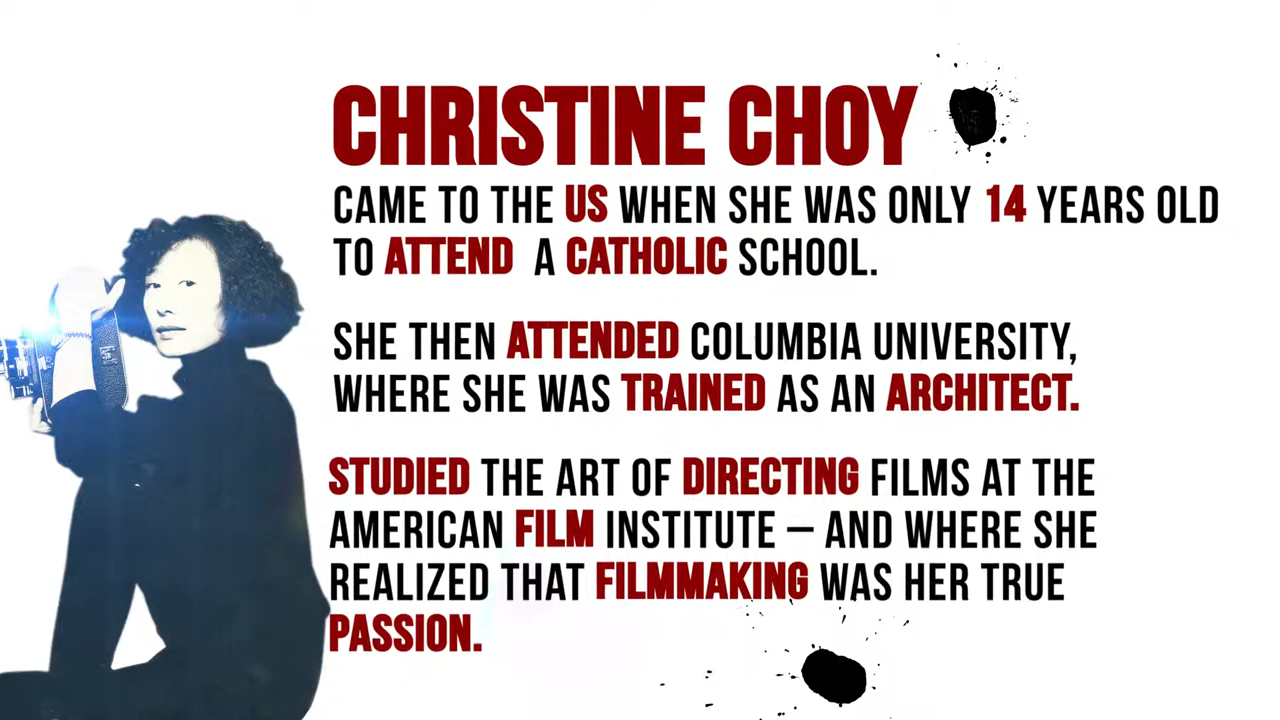 CHRISTINE CHOY
CAME TO THE US WHEN SHE WAS ONLY 14 YEARS OLD
TO ATTEND A CATHOLIC SCHOOL.
SHE THEN ATTENDED COLUMBIA UNIVERSITY,
WHERE SHE WAS TRAINED AS AN ARCHITECT.
STUDIED THE ART OF DIRECTING FILMS AT THE
AMERICAN FILM INSTITUTE – AND WHERE SHE
REALIZED THAT FILMMAKING WAS HER TRUE
PASSION.